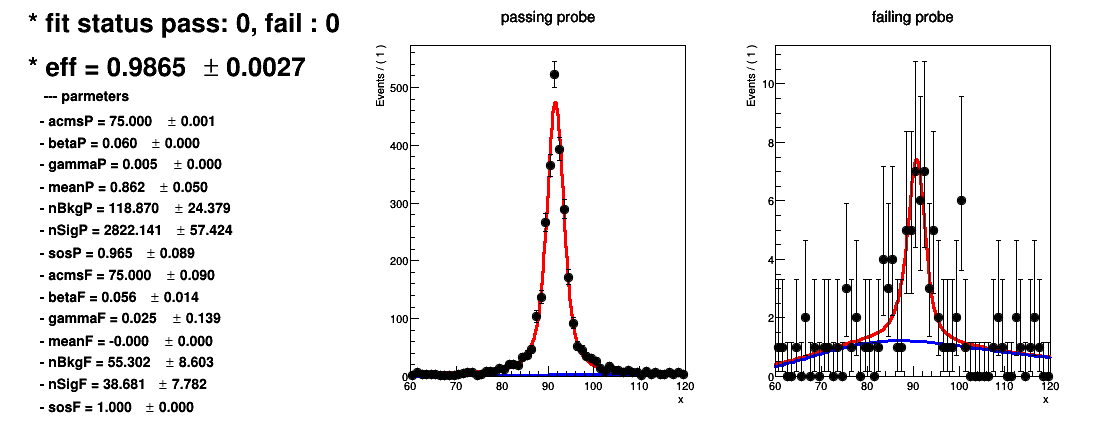 * fit status pass: 0, fail : 0
* eff = 0.9865 ± 0.0027
--- parmeters
- acmsP = 75.000 ± 0.001
- betaP = 0.060 ± 0.000
- gammaP = 0.005 ± 0.000
- meanP = 0.862 ± 0.050
- nBkgP = 118.870 ± 24.379
- nSigP = 2822.141 ± 57.424
- sosP = 0.965 ± 0.089
- acmsF = 75.000 ± 0.090
- betaF = 0.056 ± 0.014
- gammaF = 0.025 ± 0.139
- meanF = -0.000 ± 0.000
- nBkgF = 55.302 ± 8.603
- nSigF = 38.681 ± 7.782
- sosF = 1.000 ± 0.000
passing probe
Events / ( 1 )
500
400
300
200
100
0
60 70 80 90 100 110 120
x
failing probe
Events / ( 1 )
10
8
6
4
2
0
60 70 80 90 100 110 120
x